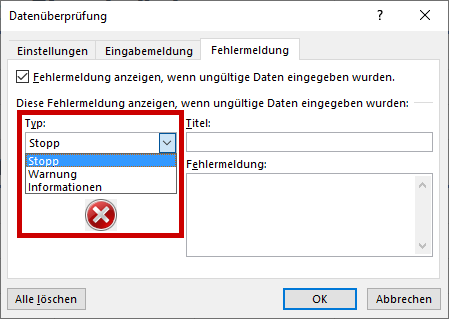 Datenüberprüfung
Einstellungen Eingabemeldung Fehlermeldung
Fehlermeldung anzeigen, wenn ungültige Daten eingegeben wurden.
Diese Fehlermeldung anzeigen, wenn ungültige Daten eingegeben wurden:
Typ: Titel:
Stopp
Stopp Fehlermeldung:
Warnung
Informationen
Alle löschen OK Abbrechen